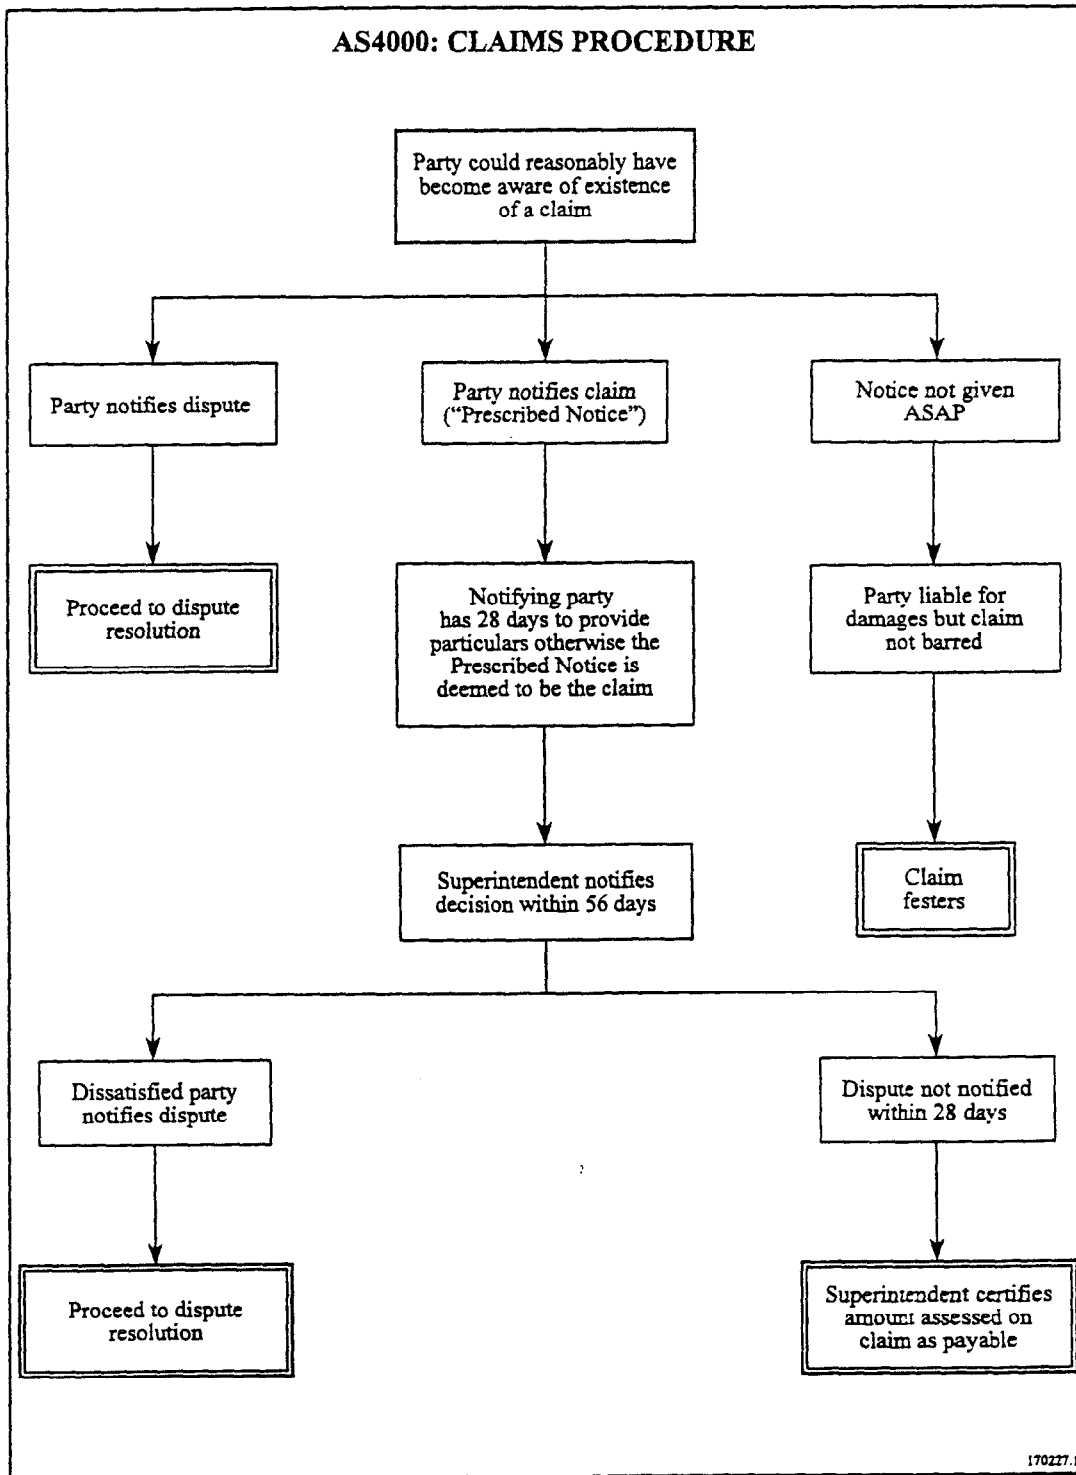 AS4000: CLAIMS PROCEDURE
Party could reasonably have
become aware of existence
of a claim
Party notifies dispute
Party notifies claim
(“Prescribed Notice”)
Notice not given
ASAP
Proceed to dispute
resolution
Notifying party
has 28 days to provide
particulars otherwise the
Prescribed Notice is
deemed to be the claim
Party liable for
damages but claim
not barred
Superintendent notifies
decision within 56 days
Claim
festers
Dissatisfied party
notifies dispute
Dispute not notified
within 28 days
Proceed to dispute
resolution
Superintendent certifies
amount assessed on
claim as payable
170227.1